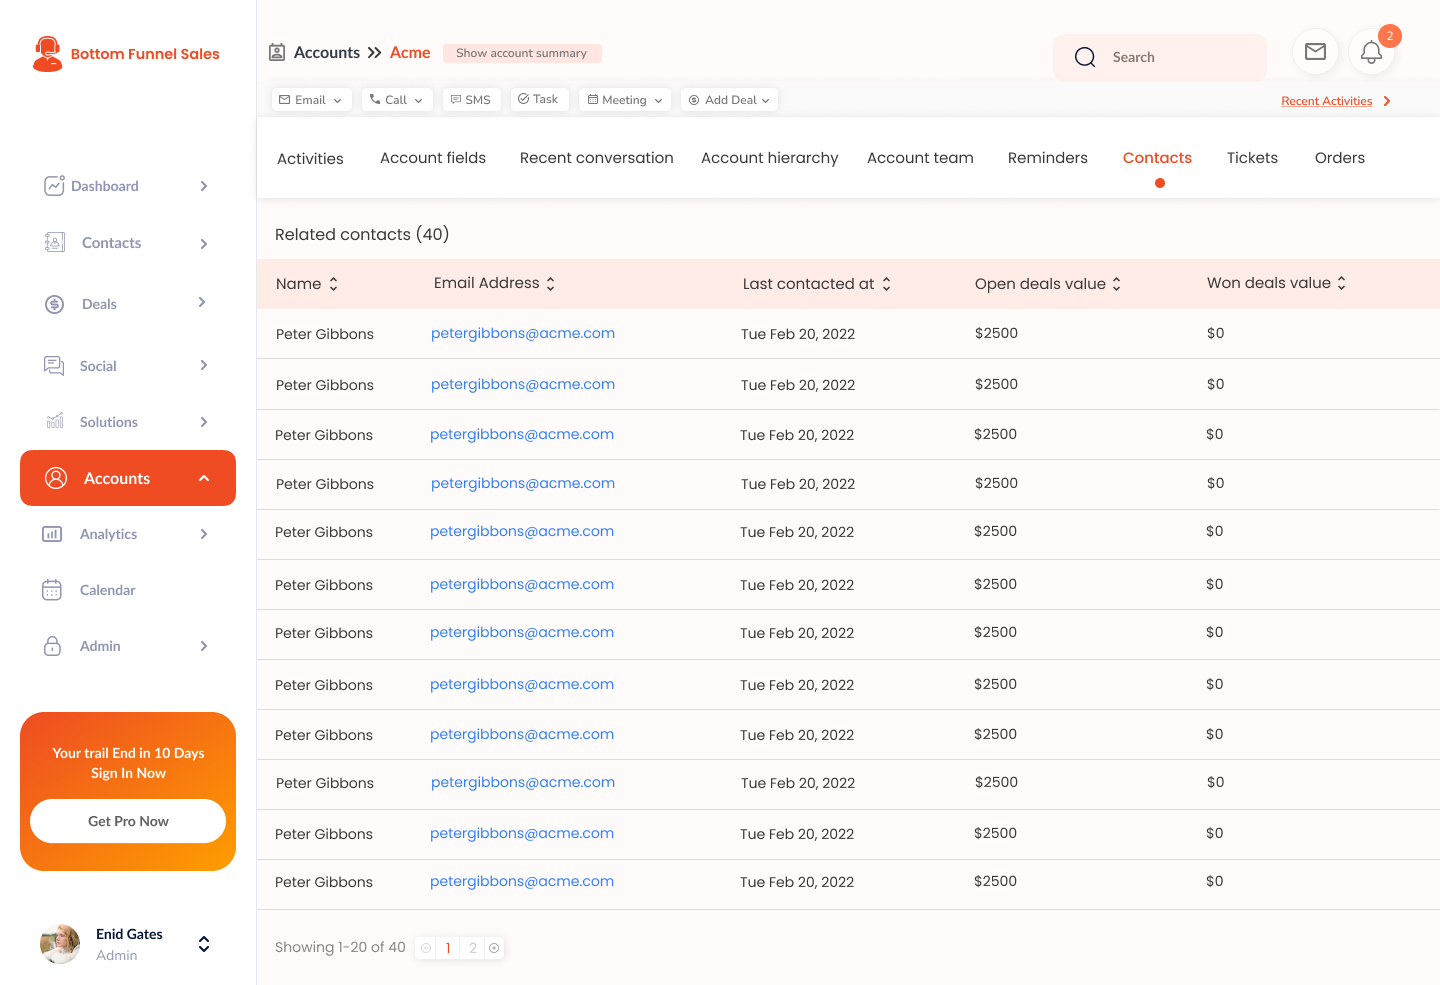 Bottom Funnel Sales
Dashboard
Contacts
Deals
Social
Solutions
Accounts
Analytics
Calendar
Admin
Your trail End in 10 Days
Sign In Now
Get Pro Now
Enid Gates
Admin
Accounts Acme Show account summary
Search
2
Email Call SMS Task Meeting Add Deal
Recent Activities
Activities Account fields Recent conversation Account hierarchy Account team Reminders Contacts Tickets Orders
Related contacts (40)
Name Email Address Last contacted at Open deals value Won deals value
Peter Gibbons petergibbons@acme.com Tue Feb 20, 2022 $2500 $0
Peter Gibbons petergibbons@acme.com Tue Feb 20, 2022 $2500 $0
Peter Gibbons petergibbons@acme.com Tue Feb 20, 2022 $2500 $0
Peter Gibbons petergibbons@acme.com Tue Feb 20, 2022 $2500 $0
Peter Gibbons petergibbons@acme.com Tue Feb 20, 2022 $2500 $0
Peter Gibbons petergibbons@acme.com Tue Feb 20, 2022 $2500 $0
Peter Gibbons petergibbons@acme.com Tue Feb 20, 2022 $2500 $0
Peter Gibbons petergibbons@acme.com Tue Feb 20, 2022 $2500 $0
Peter Gibbons petergibbons@acme.com Tue Feb 20, 2022 $2500 $0
Peter Gibbons petergibbons@acme.com Tue Feb 20, 2022 $2500 $0
Peter Gibbons petergibbons@acme.com Tue Feb 20, 2022 $2500 $0
Peter Gibbons petergibbons@acme.com Tue Feb 20, 2022 $2500 $0
Showing 1-20 of 40 1 2